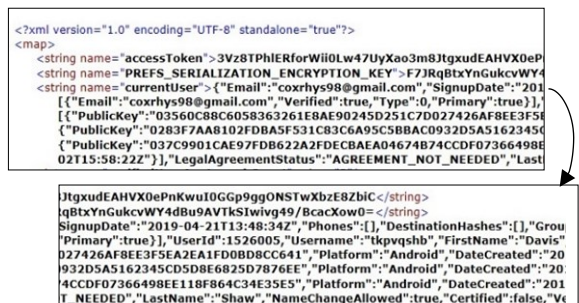 <?xml version="1.0" encoding="UTF-8" standalone="true"?>
<map>
<string name="accessToken">3Vz8TPhlERforWii0Lw47UyXao3m8JtgxudEAHVX0eP
<string name="PREFS_SERIALIZATION_ENCRYPTION_KEY">F7JRqBtxYnGukcvWY4
<string name="currentUser">{"Email":"coxrhys98@gmail.com","SignupDate":"201
[{"Email":"coxrhys98@gmail.com","Verified":true,"Type":0,"Primary":true}],
{"PublicKey":"03560C88C6058363261E8AE90245D251C7D027426AF8EE3F5E
{"PublicKey":"0283F7AA8102FDBA5F531C83C6A95C5BBAC0932D5A5162345C
{"PublicKey":"037C9901CAE97FDB622A2FDECBAEA04674B74CCDF07366498E
02T15:58:22Z"}],"LegalAgreementStatus":"AGREEMENT_NOT_NEEDED","Last
JtgxudEAHVX0ePnKwuI0GGp9ggONSTwXbzE8ZbiC</string>
RqBtxYnGukcvWY4dBu9AVTkSIwivg49/BcacXow0=</string>
SignupDate":"2019-04-21T13:48:34Z","Phones":[],"DestinationHashes":[],"Grou
"Primary":true}],"UserId":1526005,"Username":"tkpvqshb","FirstName":"Davis"
027426AF8EE3F5EA2EA1FD0BD8CC641","Platform":"Android","DateCreated":"20
0932D5A5162345CD5D8E6825D7876EE","Platform":"Android","DateCreated":"20
74CCDF07366498EE118F864C34E35E5","Platform":"Android","DateCreated":"201
T_NEEDED","LastName":"Shaw","NameChangeAllowed":true,"Certified":false,"Ve